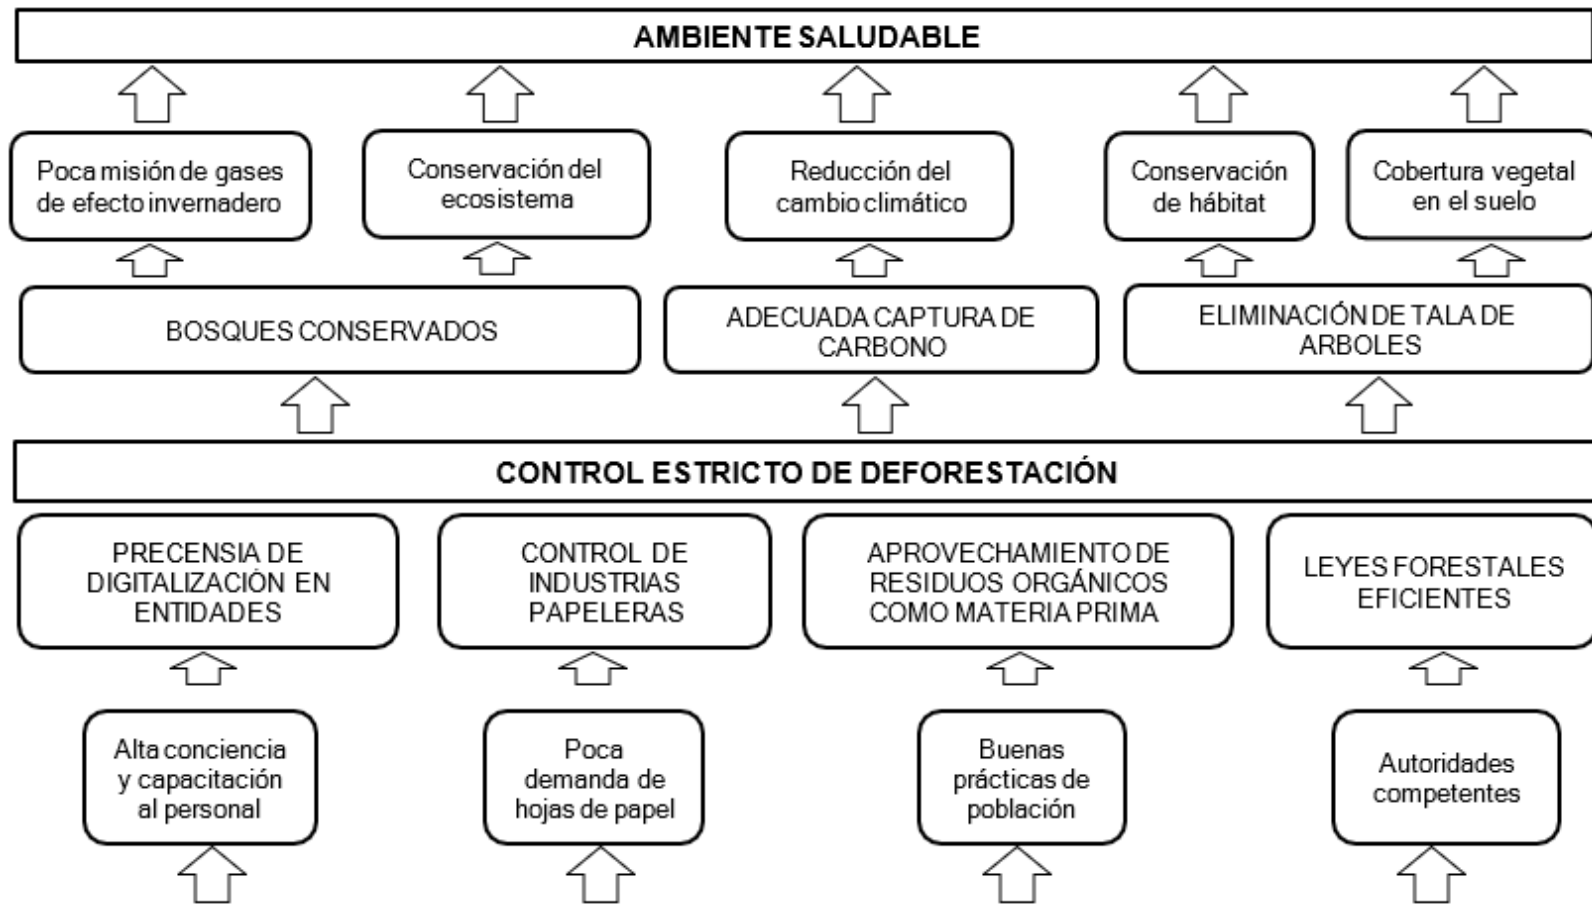 AMBIENTE SALUDABLE
Poca misión de gases
de efecto invernadero
Conservación del
ecosistema
Reducción del
cambio climático
Conservación
de hábitat
Cobertura vegetal
en el suelo
BOSQUES CONSERVADOS
ADECUADA CAPTURA DE
CARBONO
ELIMINACIÓN DE TALA DE
ARBOLES
CONTROL ESTRICTO DE DEFORESTACIÓN
PRECENSIA DE
DIGITALIZACIÓN EN
ENTIDADES
CONTROL DE
INDUSTRIAS
PAPELERAS
APROVECHAMIENTO DE
RESIDUOS ORGÁNICOS
COMO MATERIA PRIMA
LEYES FORESTALES
EFICIENTES
Alta conciencia
y capacitación
al personal
Poca
demanda de
hojas de papel
Buenas
prácticas de
población
Autoridades
competentes